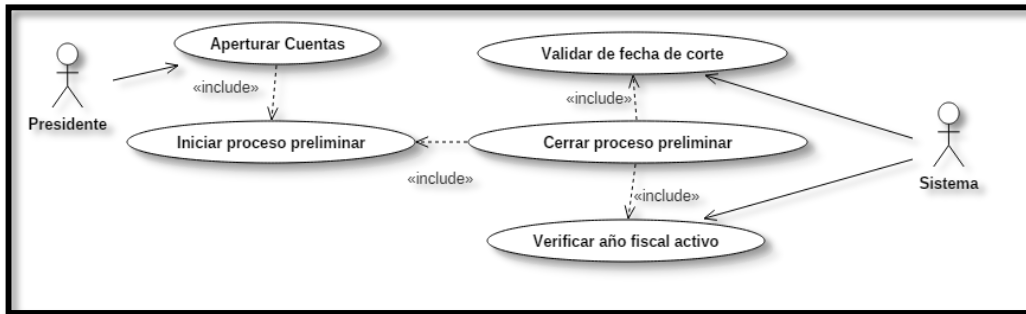 Aperturar Cuentas
Validar de fecha de corte
«include»
«include»
Presidente
Iniciar proceso preliminar
Cerrar proceso preliminar
«include»
«include»
Sistema
Verificar año fiscal activo